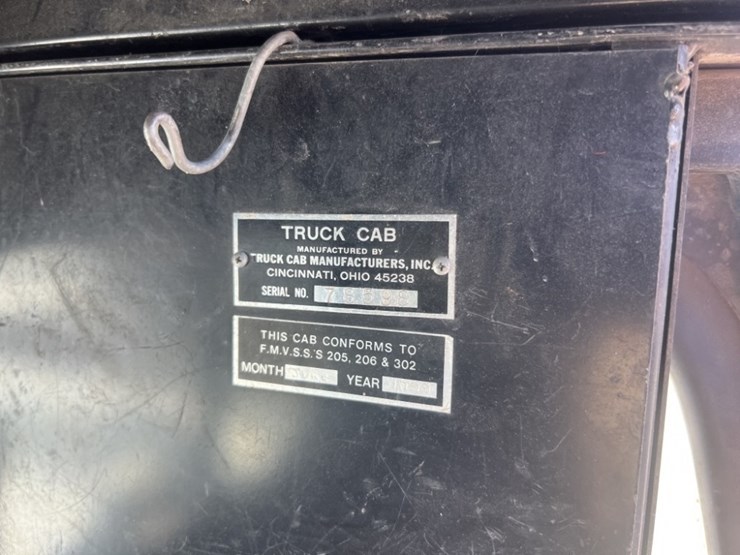 TRUCK CAB
MANUFACTURED BY
TRUCK CAB MANUFACTURERS, INC.
CINCINNATI, OHIO 45238
SERIAL NO.
THIS CAB CONFORMS TO
F.M.V.S.S.'S 205, 206 & 302
MONTH YEAR